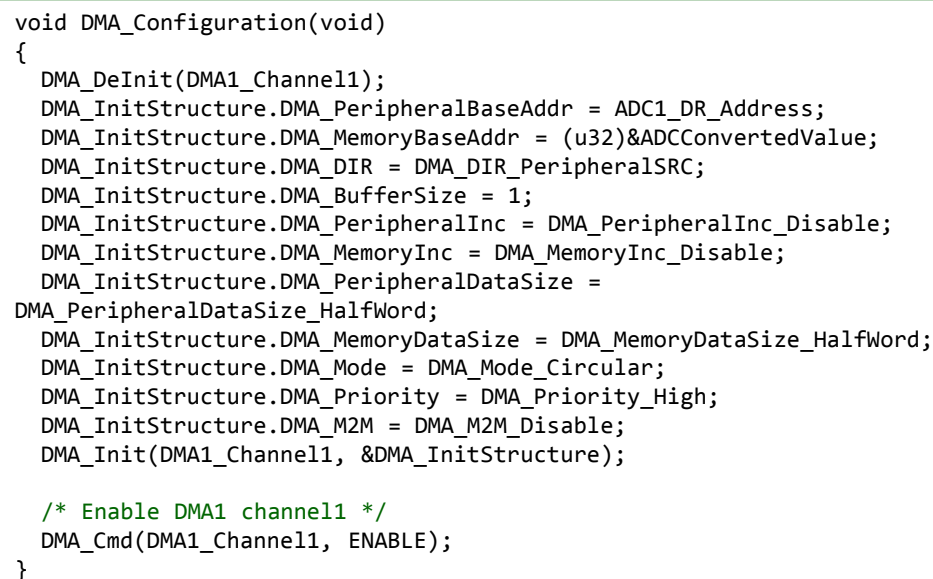 void DMA_Configuration(void)
{
  DMA_DeInit(DMA1_Channel1);
  DMA_InitStructure.DMA_PeripheralBaseAddr = ADC1_DR_Address;
  DMA_InitStructure.DMA_MemoryBaseAddr = (u32)&ADCConvertedValue;
  DMA_InitStructure.DMA_DIR = DMA_DIR_PeripheralSRC;
  DMA_InitStructure.DMA_BufferSize = 1;
  DMA_InitStructure.DMA_PeripheralInc = DMA_PeripheralInc_Disable;
  DMA_InitStructure.DMA_MemoryInc = DMA_MemoryInc_Disable;
  DMA_InitStructure.DMA_PeripheralDataSize =
DMA_PeripheralDataSize_HalfWord;
  DMA_InitStructure.DMA_MemoryDataSize = DMA_MemoryDataSize_HalfWord;
  DMA_InitStructure.DMA_Mode = DMA_Mode_Circular;
  DMA_InitStructure.DMA_Priority = DMA_Priority_High;
  DMA_InitStructure.DMA_M2M = DMA_M2M_Disable;
  DMA_Init(DMA1_Channel1, &DMA_InitStructure);

  /* Enable DMA1 channel1 */
  DMA_Cmd(DMA1_Channel1, ENABLE);
}